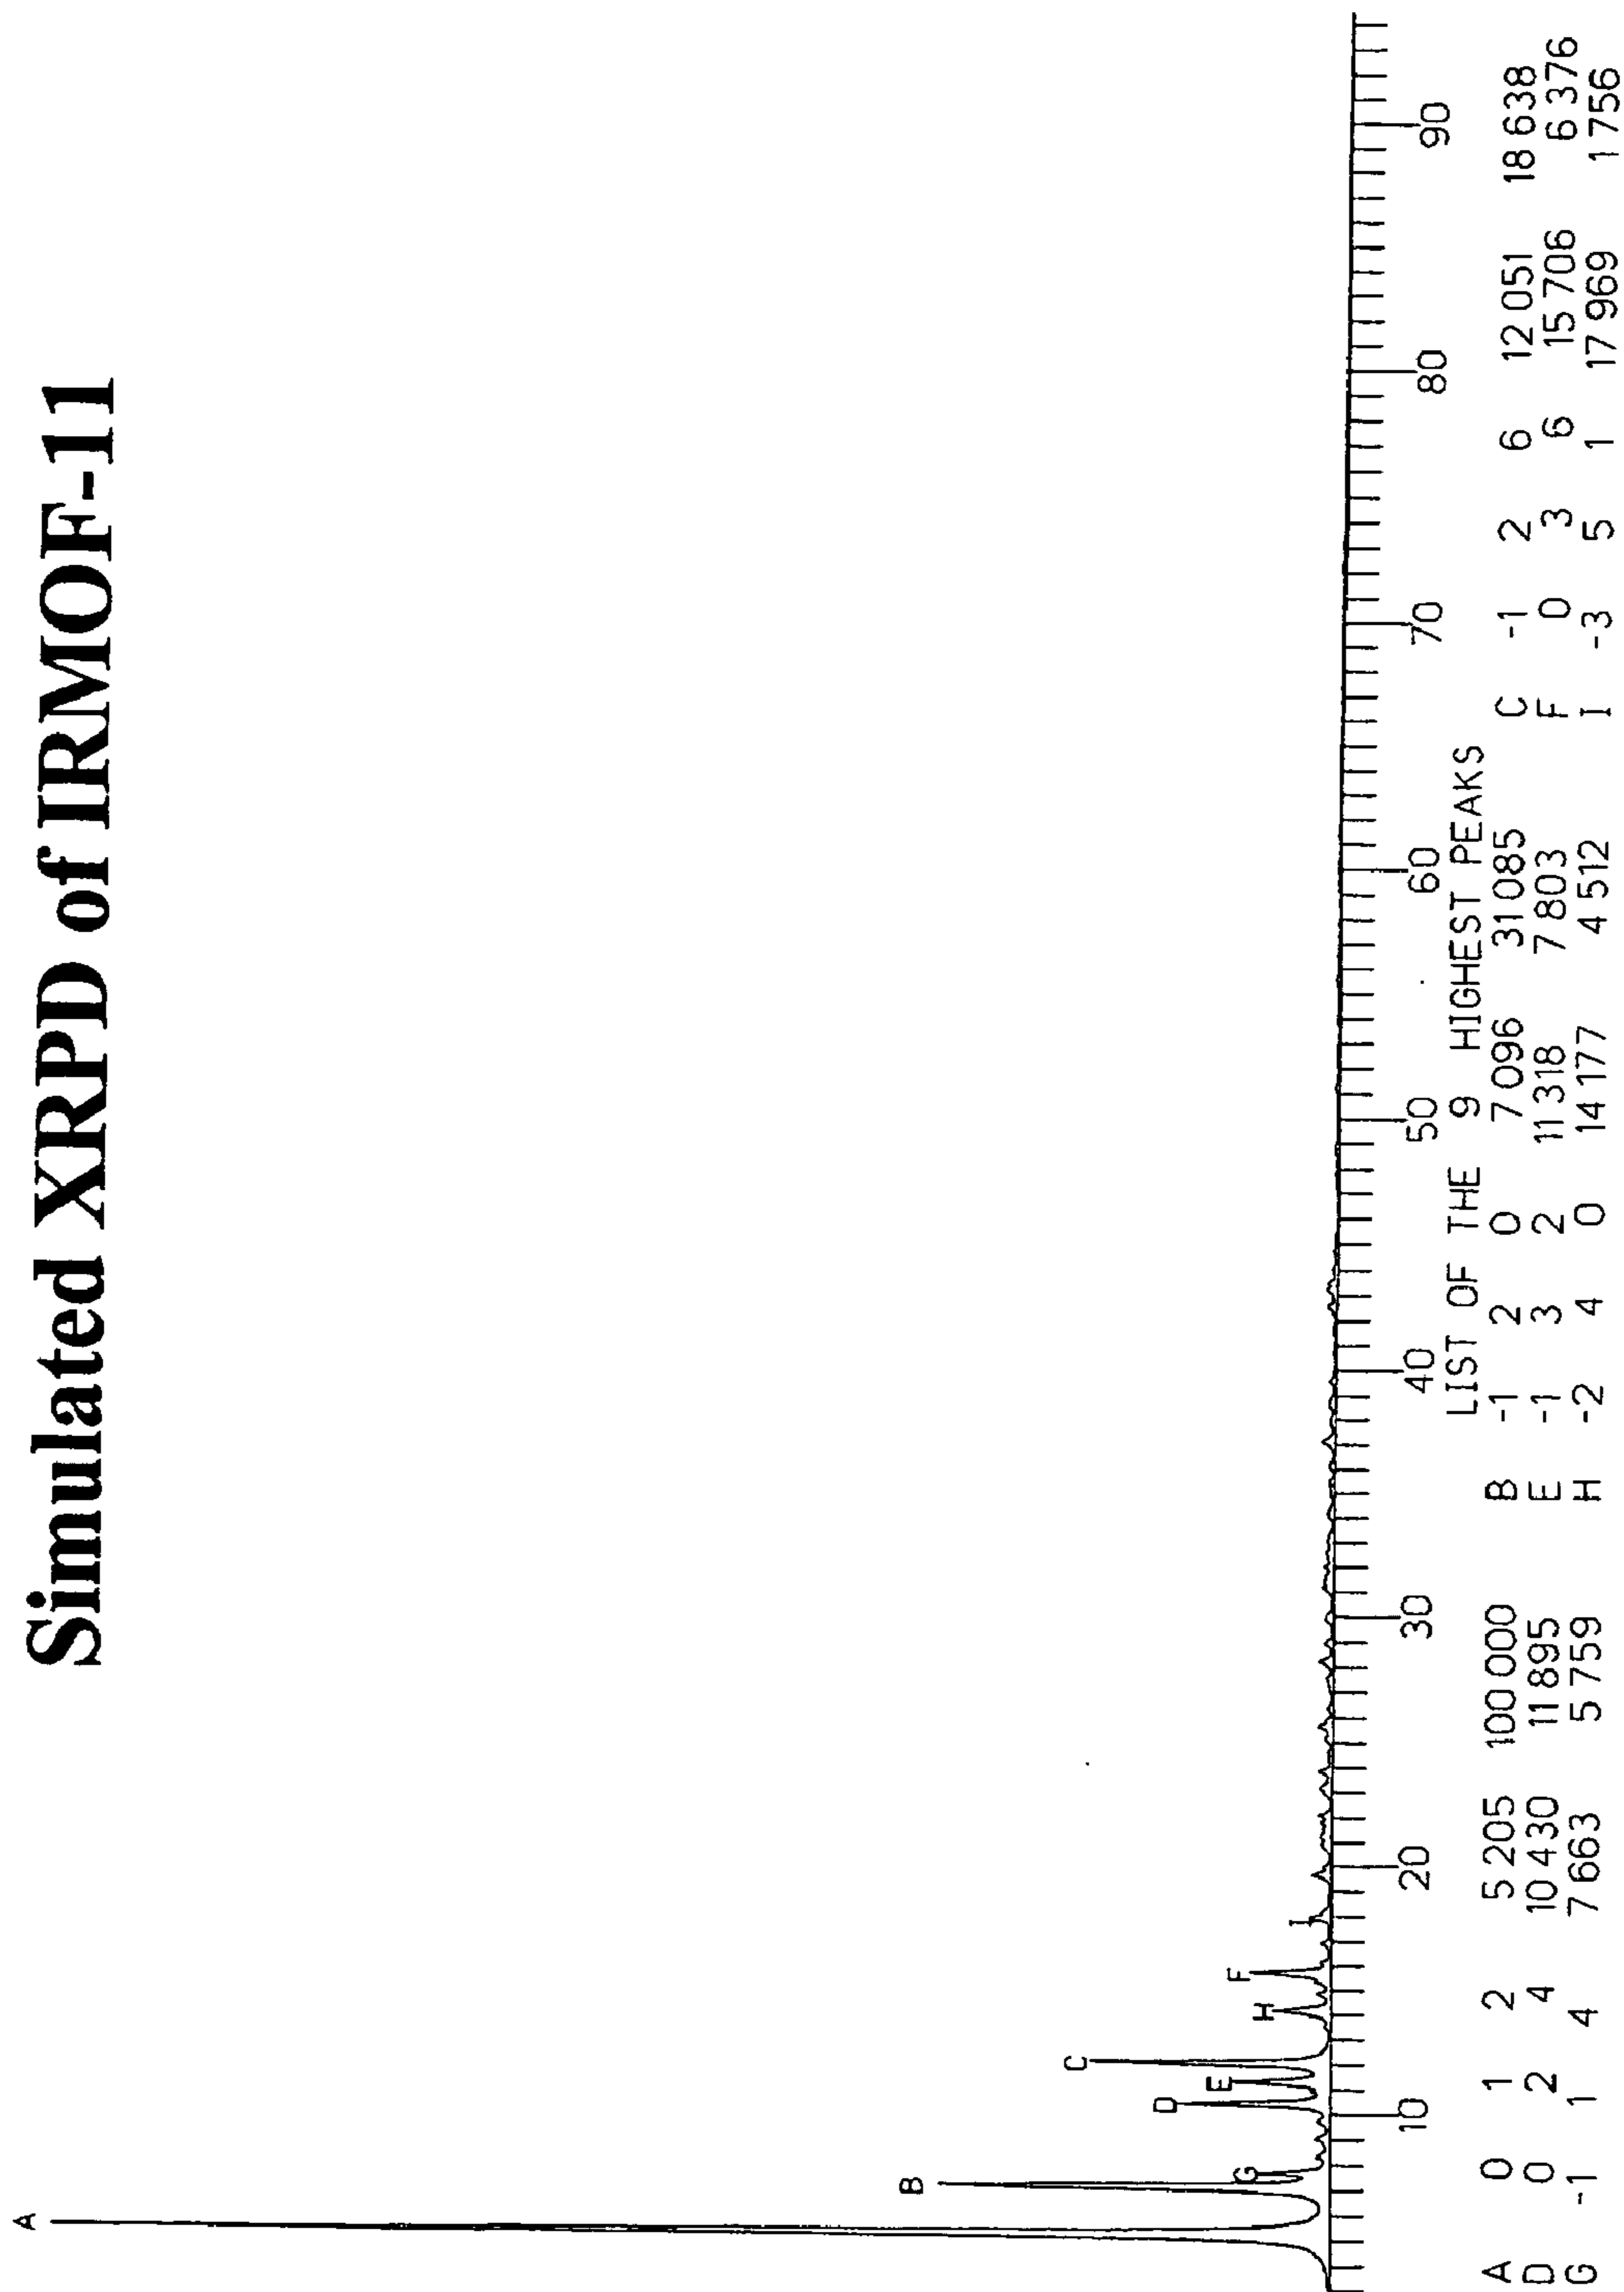 Simulated XRPD of IRMOF-11
A
B
G
D
E
C
H
F
I
10 20 30 40 50 60 70 80 90
LIST OF THE 9 HIGHEST PEAKS
A 0 1 2 5 205 100 000 B -1 2 0 7 096 31 085 C -1 2 6 12 051 18 638
D 0 2 4 10 430 11 895 E -1 3 2 11 318 7 803 F 0 3 6 15 706 6 376
G -1 1 4 7 663 5 759 H -2 4 0 14 177 4 512 I -3 5 1 17 969 1 756